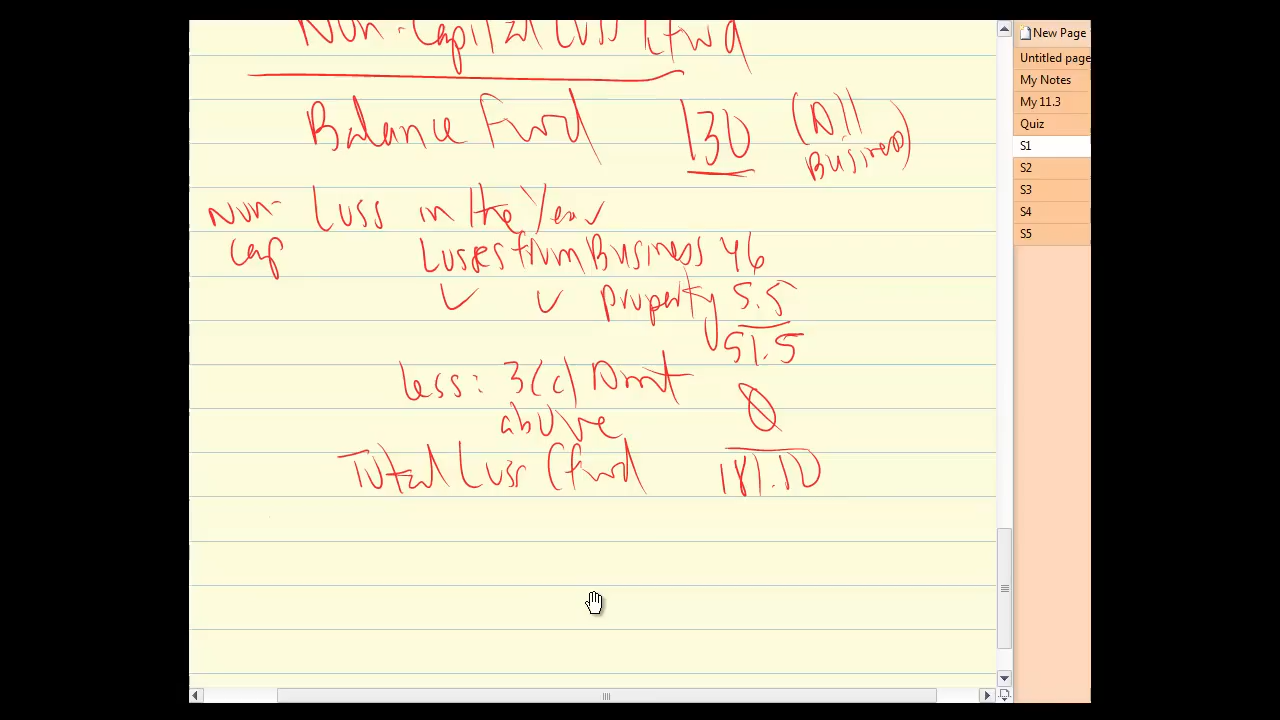 Non-Capital Loss Cfwd
Balance Fwd 130 (All
Business)
Non- Loss in the Year
Cap Losses from Business 46
✓ ✓ Property 5.5
51.5
less: 3(c) Amt 0
above
Total Loss Cfwd
New Page
Untitled page
My Notes
My 11.3
Quiz
S1
S2
S3
S4
S5